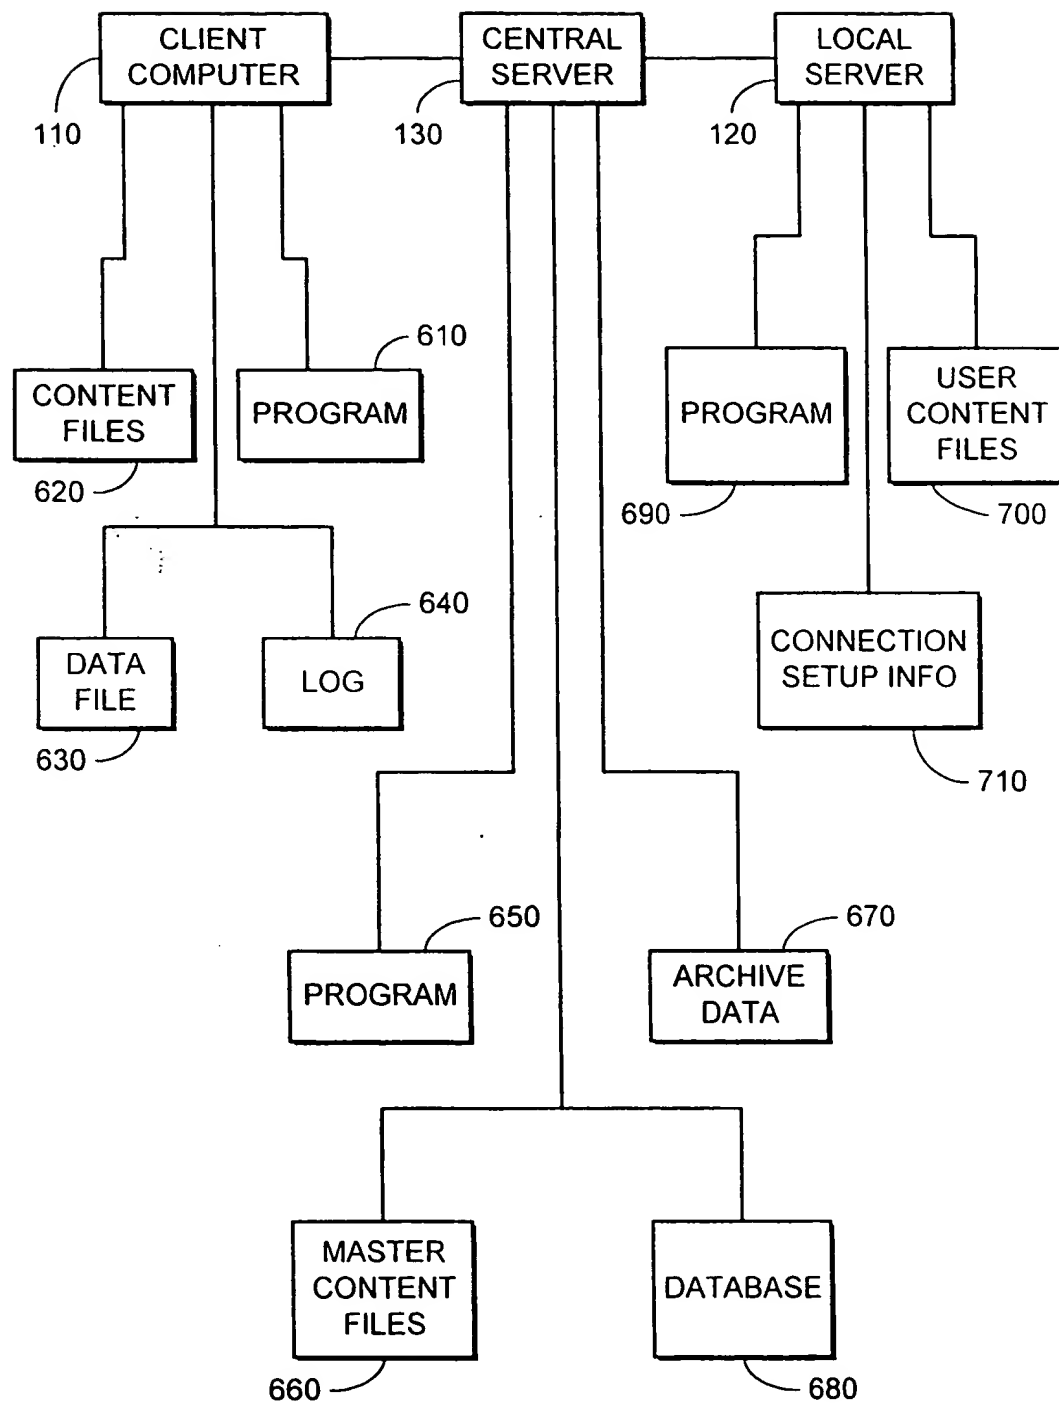 CLIENT
COMPUTER
CENTRAL
SERVER
LOCAL
SERVER
110
130
120
610
CONTENT
FILES
PROGRAM
PROGRAM
USER
CONTENT
FILES
620
690
700
640
DATA
FILE
LOG
CONNECTION
SETUP INFO
630
710
650
670
PROGRAM
ARCHIVE
DATA
MASTER
CONTENT
FILES
DATABASE
660
680